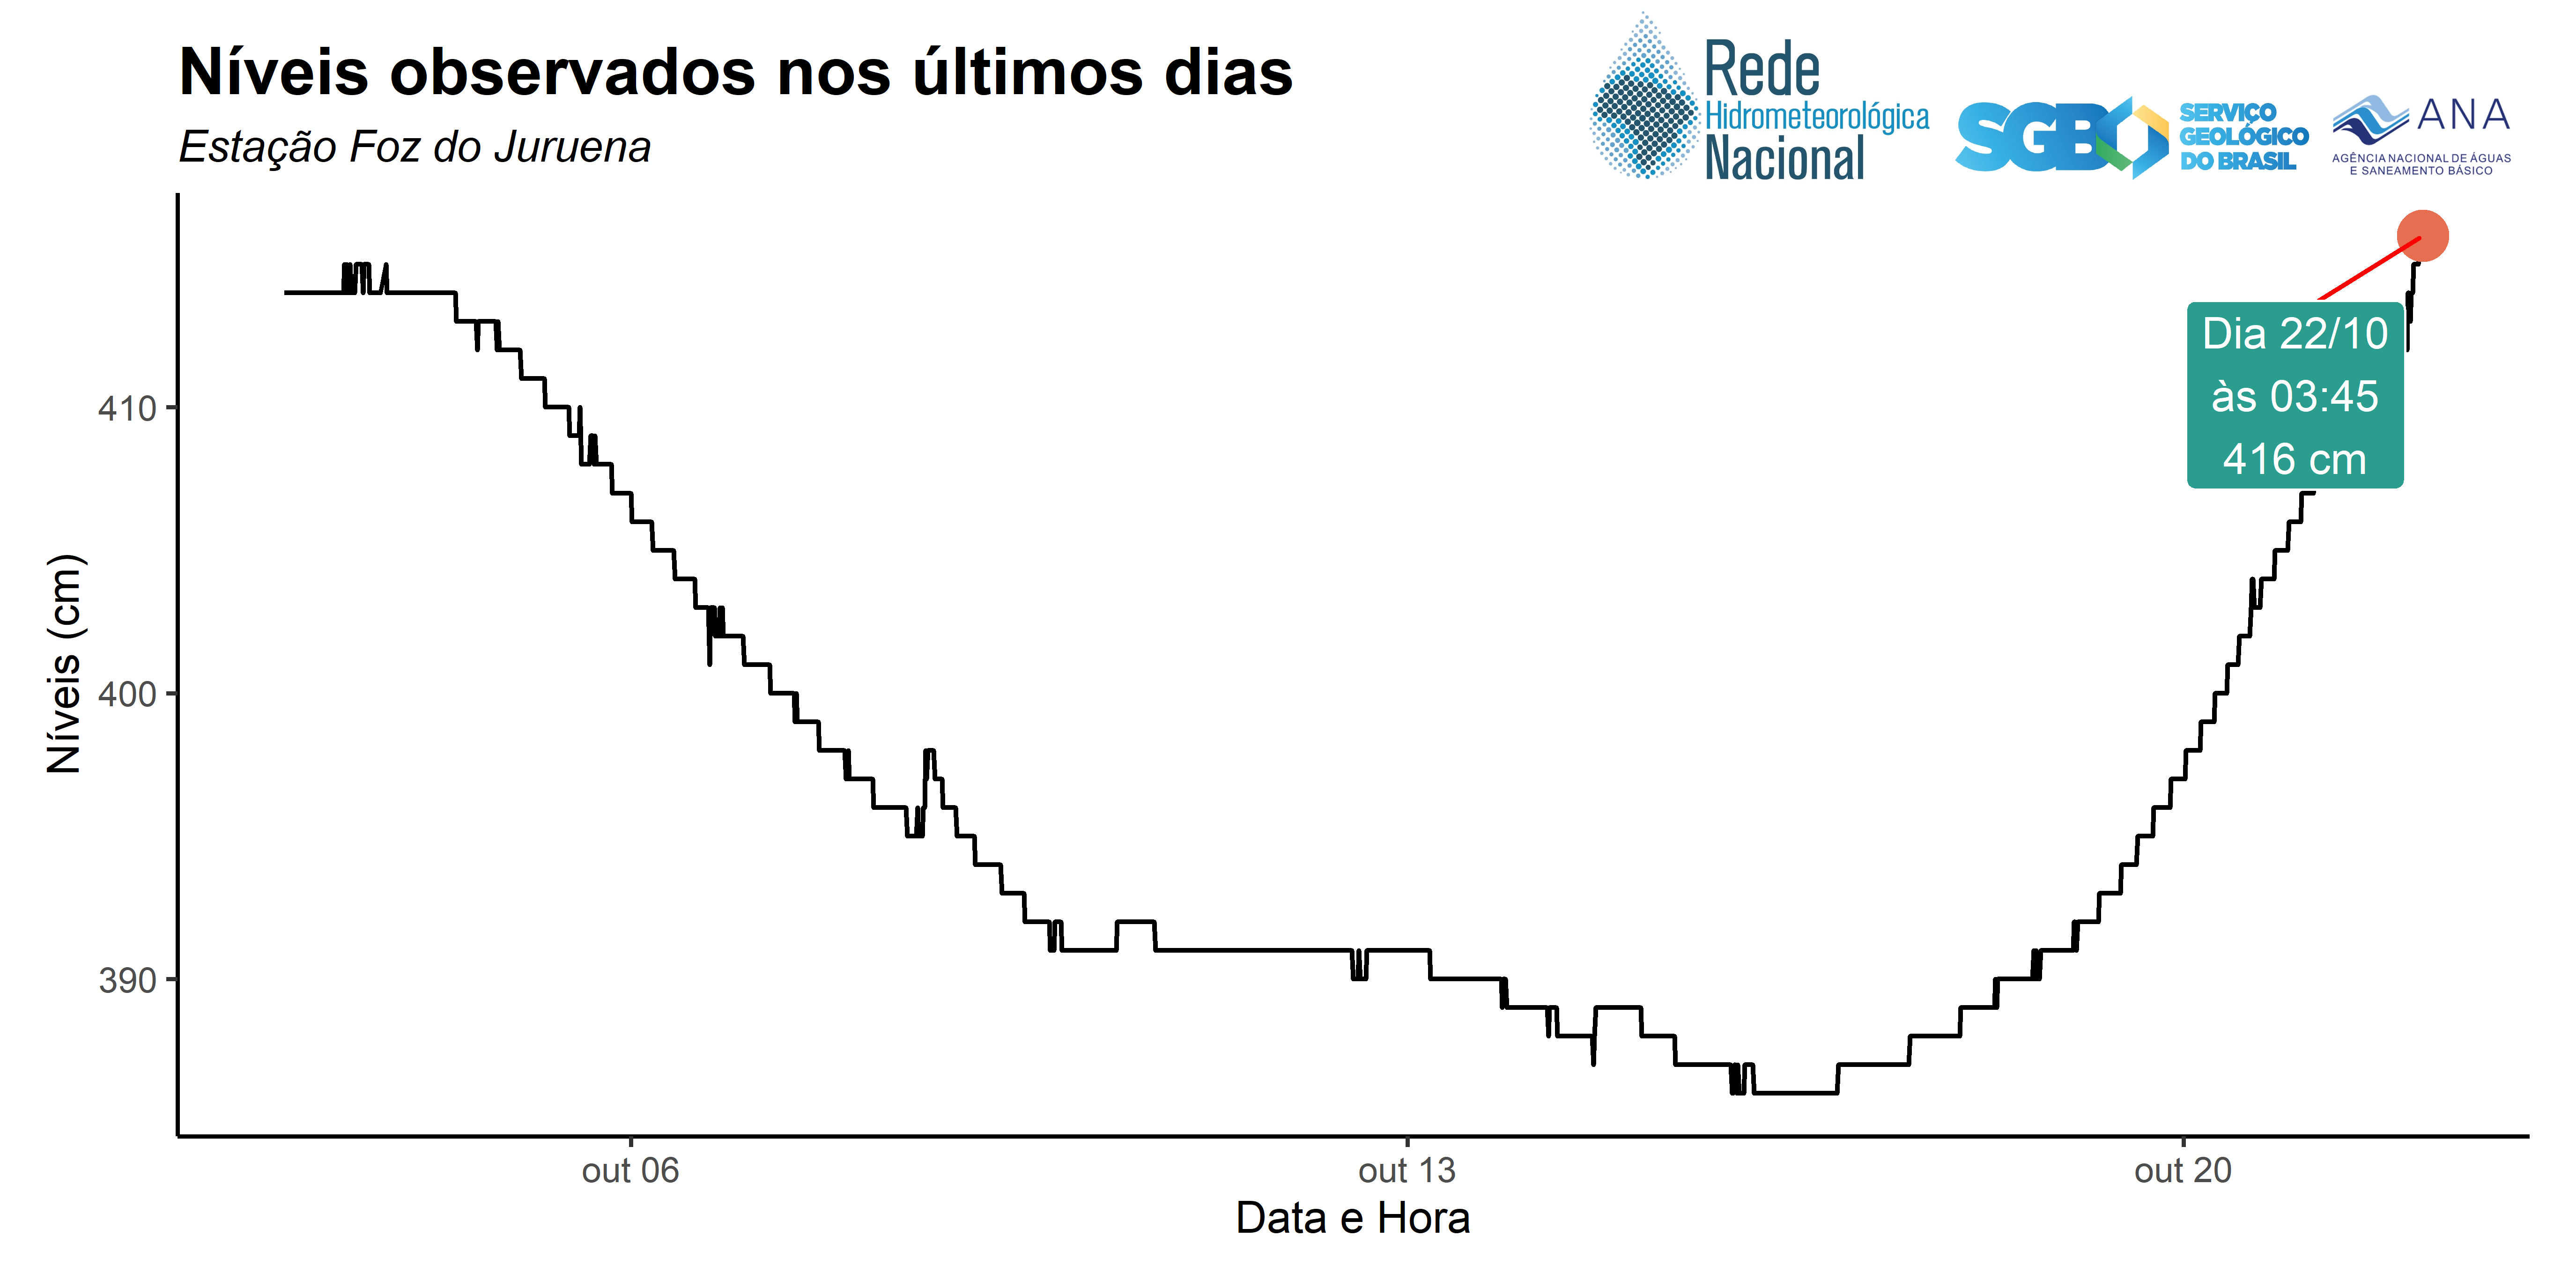 Níveis observados nos últimos dias
Estação Foz do Juruena
Rede
Hidrometeorológica
Nacional
SGB
SERVIÇO
GEOLÓGICO
DO BRASIL
ANA
AGÊNCIA NACIONAL DE ÁGUAS
E SANEAMENTO BÁSICO
Dia 22/10
às 03:45
416 cm
Níveis (cm)
410
400
390
out 06
out 13
out 20
Data e Hora